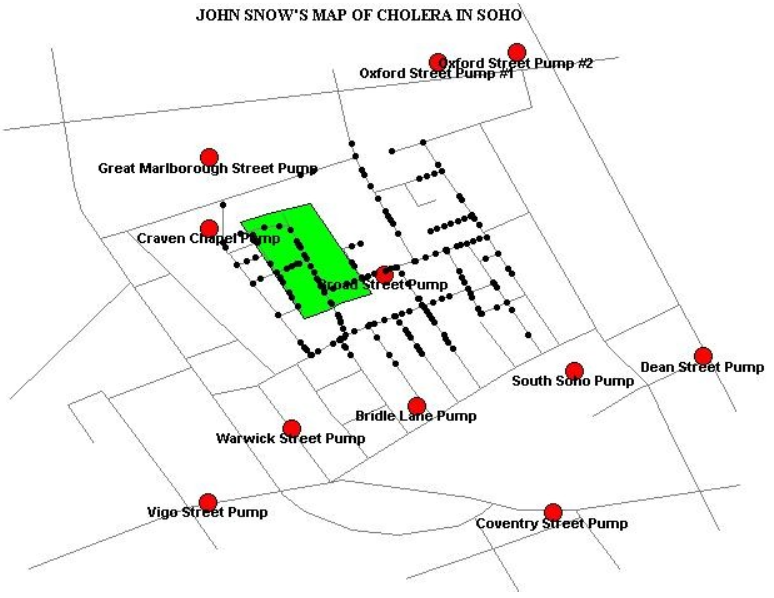 JOHN SNOW'S MAP OF CHOLERA IN SOHO
Oxford Street Pump #2
Oxford Street Pump #1
Great Marlborough Street Pump
Craven Chapel Pump
Broad Street Pump
Dean Street Pump
South Soho Pump
Bridle Lane Pump
Warwick Street Pump
Vigo Street Pump
Coventry Street Pump